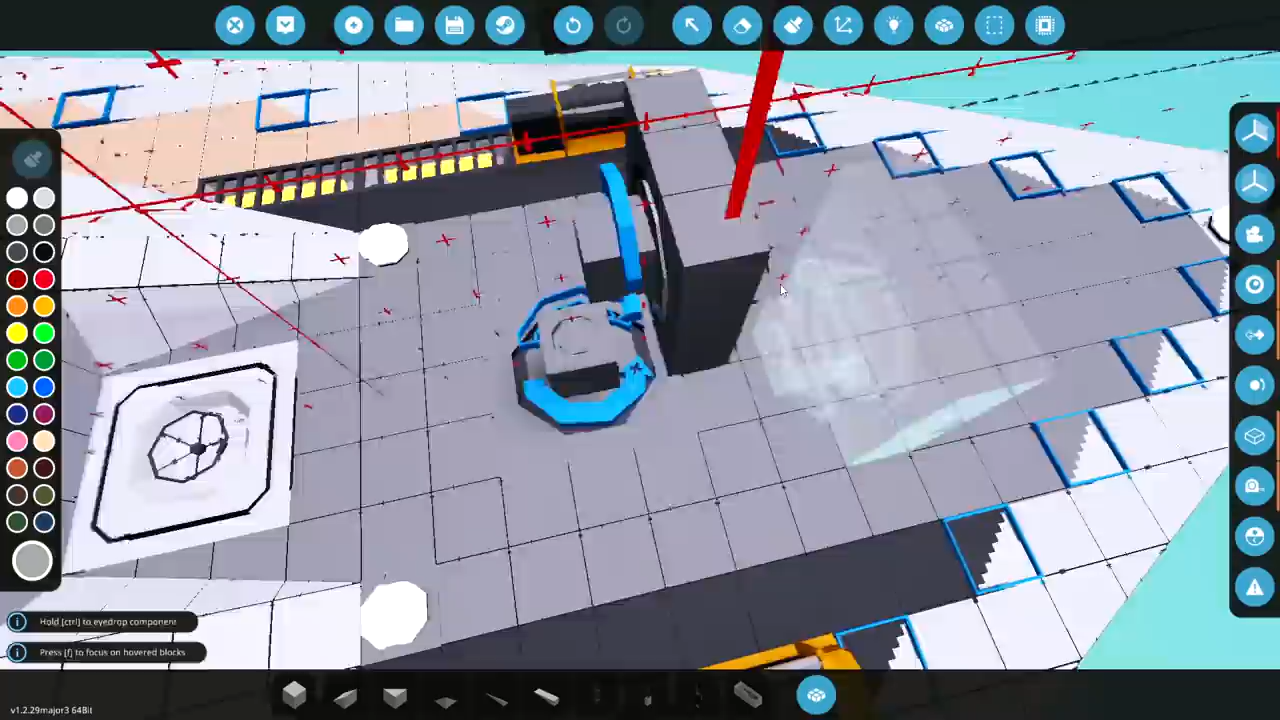 Hold [ctrl] to eyedrop component
Press [f] to focus on hovered blocks
v1.2.29major3 64Bit